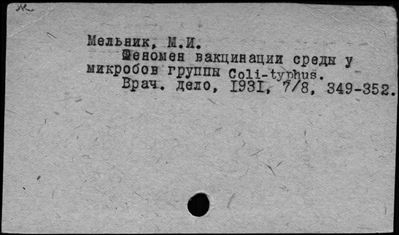 Мельник, М.И.
Феномен вакцинации среды у
микробов группы Coli-typhus.
Врач. дело, 1931, 7/8, 349-352.